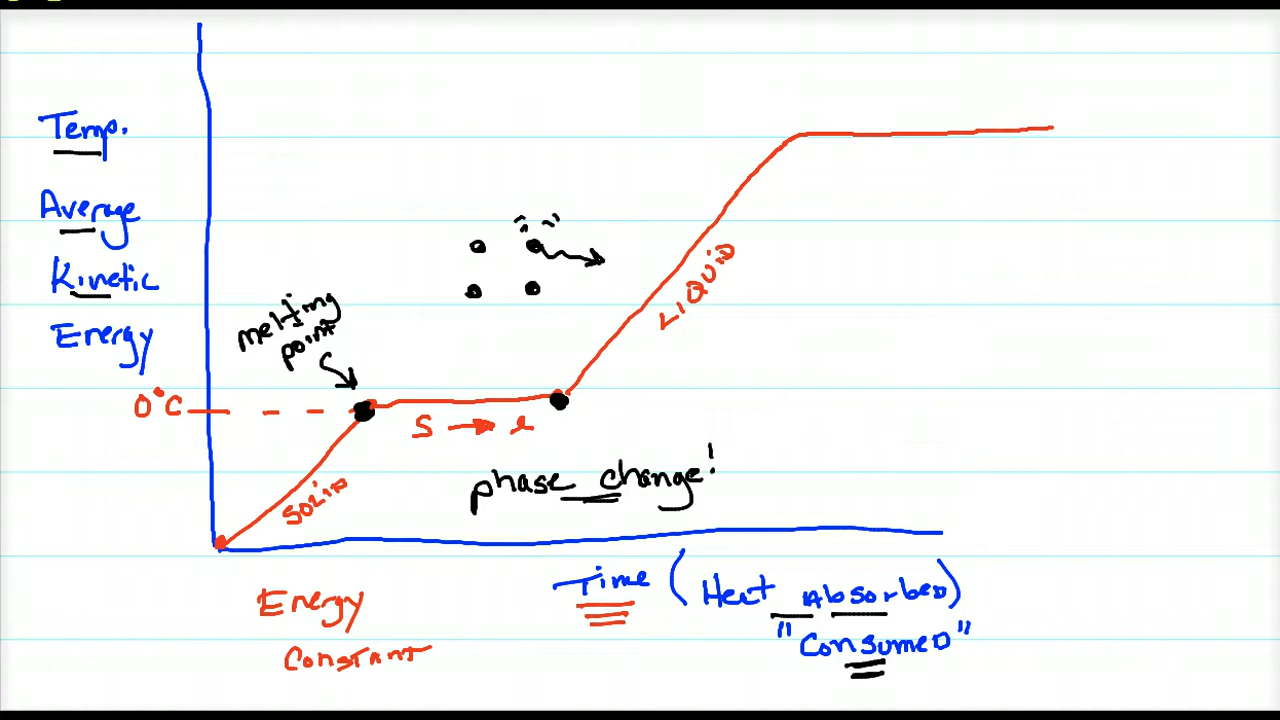 Temp.
Average
Kinetic
Energy
0°C
melting
point
SOLID
S → l
LIQUID
phase change!
Energy
Constant
Time (Heat Absorbed)
"Consumed"